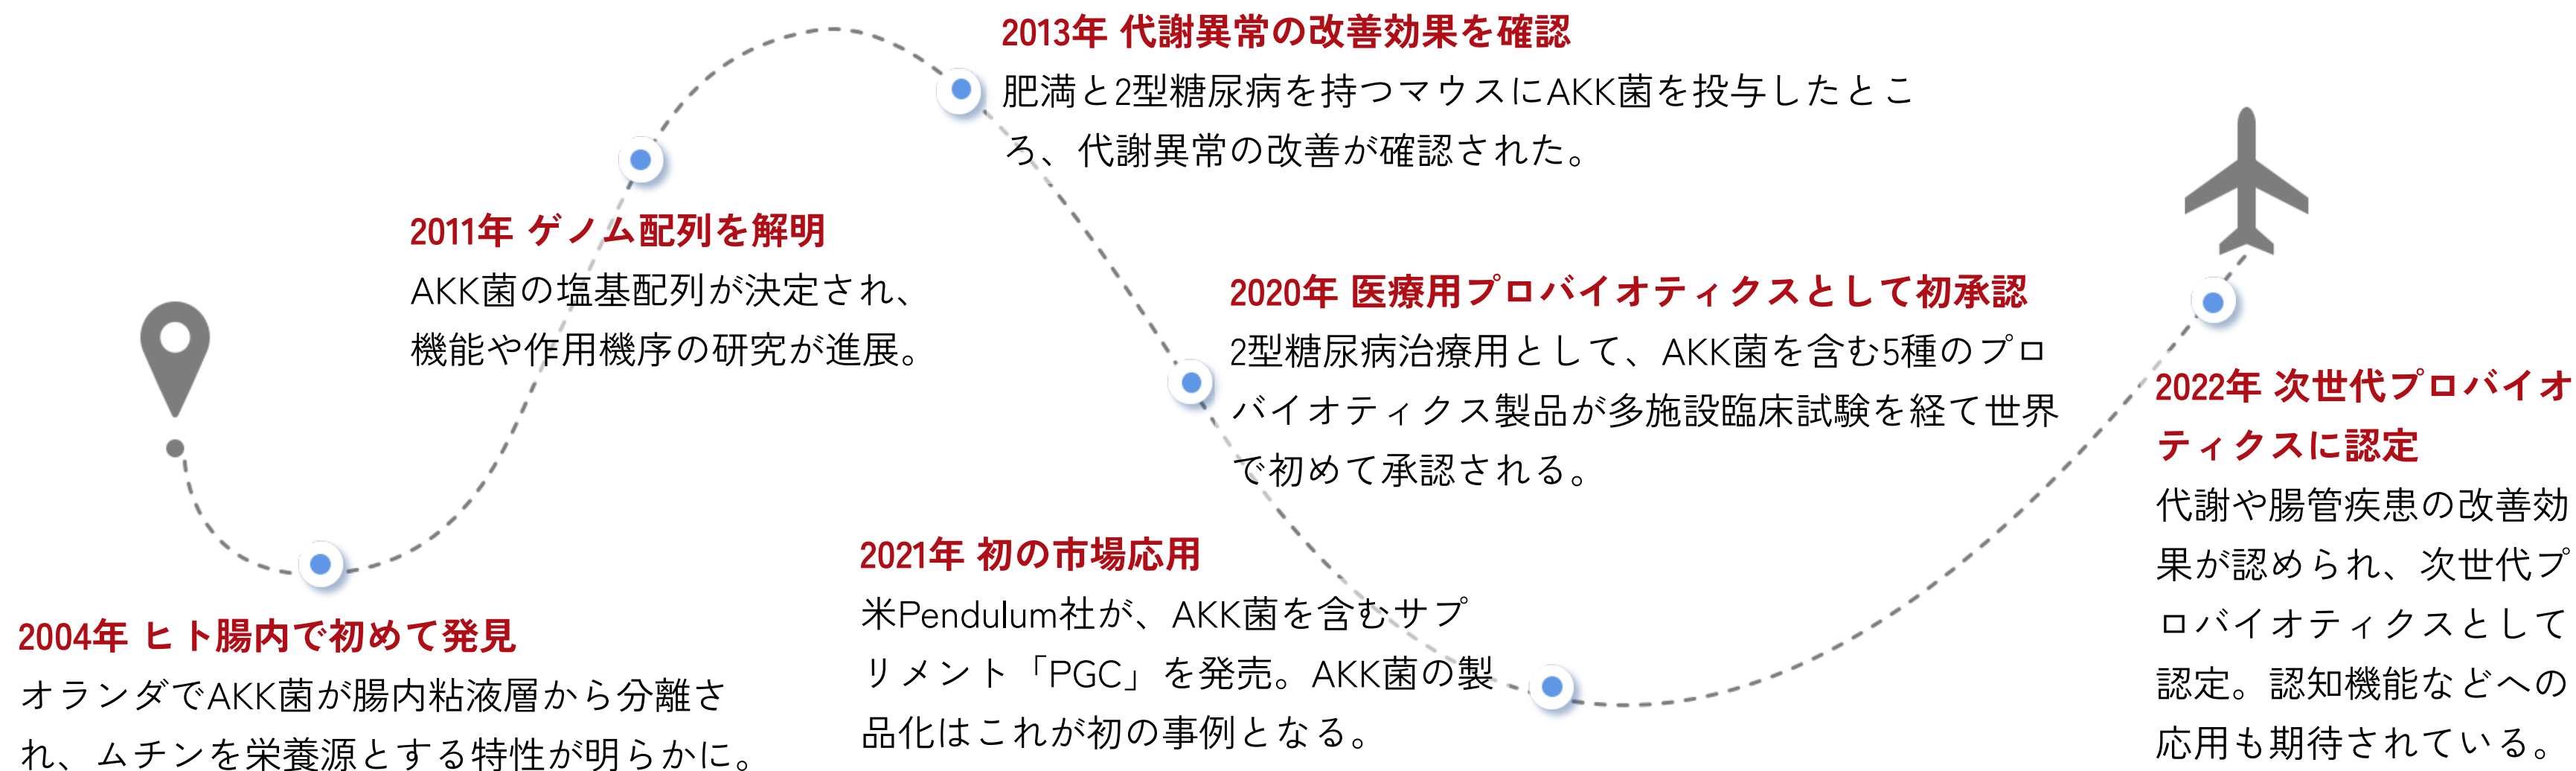 2004年 ヒト腸内で初めて発見
オランダでAKK菌が腸内粘液層から分離さ
れ、ムチンを栄養源とする特性が明らかに。
2011年 ゲノム配列を解明
AKK菌の塩基配列が決定され、
機能や作用機序の研究が進展。
2013年 代謝異常の改善効果を確認
肥満と2型糖尿病を持つマウスにAKK菌を投与したとこ
ろ、代謝異常の改善が確認された。
2020年 医療用プロバイオティクスとして初承認
2型糖尿病治療用として、AKK菌を含む5種のプロ
バイオティクス製品が多施設臨床試験を経て世界
で初めて承認される。
2021年 初の市場応用
米Pendulum社が、AKK菌を含むサプ
リメント「PGC」を発売。AKK菌の製
品化はこれが初の事例となる。
2022年 次世代プロバイオ
ティクスに認定
代謝や腸管疾患の改善効
果が認められ、次世代プ
ロバイオティクスとして
認定。認知機能などへの
応用も期待されている。